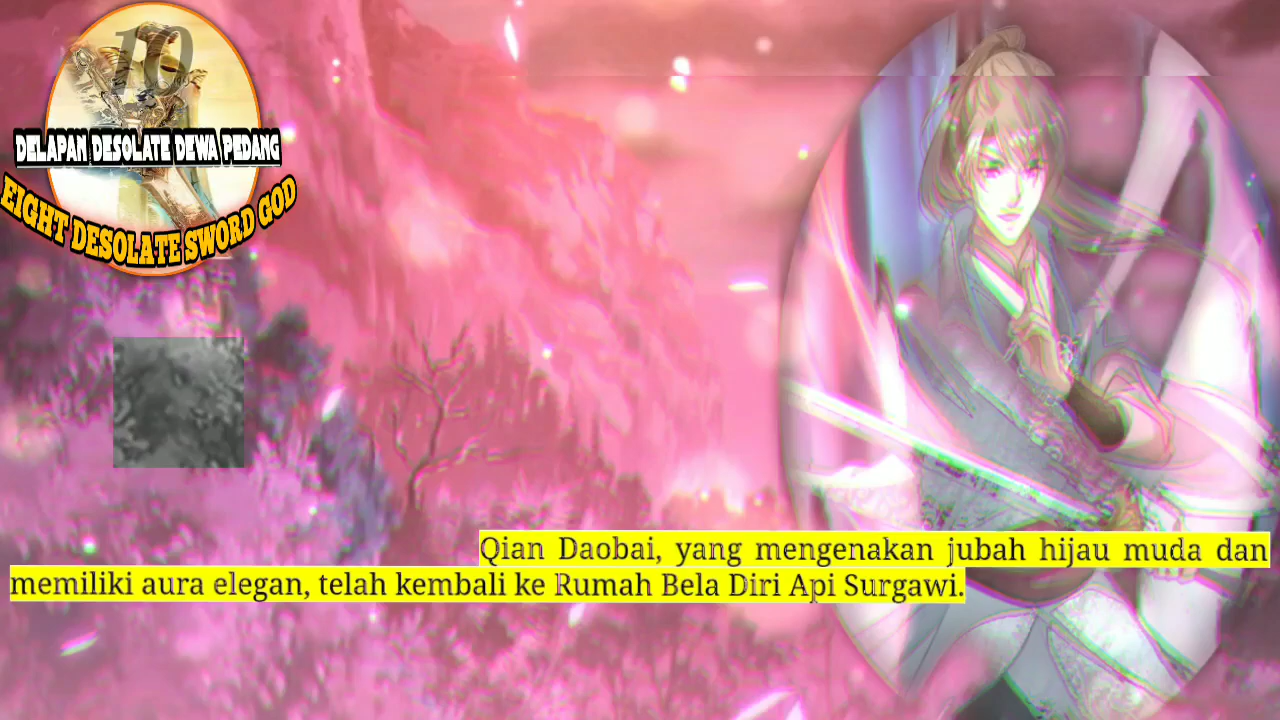 10
DELAPAN DESOLATE DEWA PEDANG
EIGHT DESOLATE SWORD GOD
Qian Daobai, yang mengenakan jubah hijau muda dan
memiliki aura elegan, telah kembali ke Rumah Bela Diri Api Surgawi.